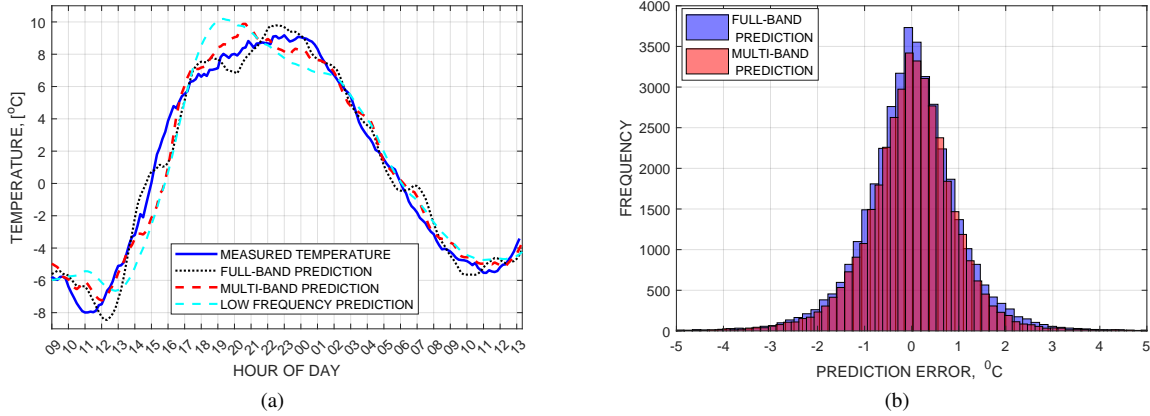 10
8
6
4
2
0
-2
-4
-6
-8
TEMPERATURE, [°C]
MEASURED TEMPERATURE
FULL-BAND PREDICTION
MULTI-BAND PREDICTION
LOW FREQUENCY PREDICTION
09 10 11 12 13 14 15 16 17 18 19 20 21 22 23 00 01 02 03 04 05 06 07 08 09 10 11 12 13
HOUR OF DAY
(a)
4000
3500
3000
2500
2000
1500
1000
500
0
FREQUENCY
FULL-BAND
PREDICTION
MULTI-BAND
PREDICTION
-5 -4 -3 -2 -1 0 1 2 3 4 5
PREDICTION ERROR, ⁰C
(b)